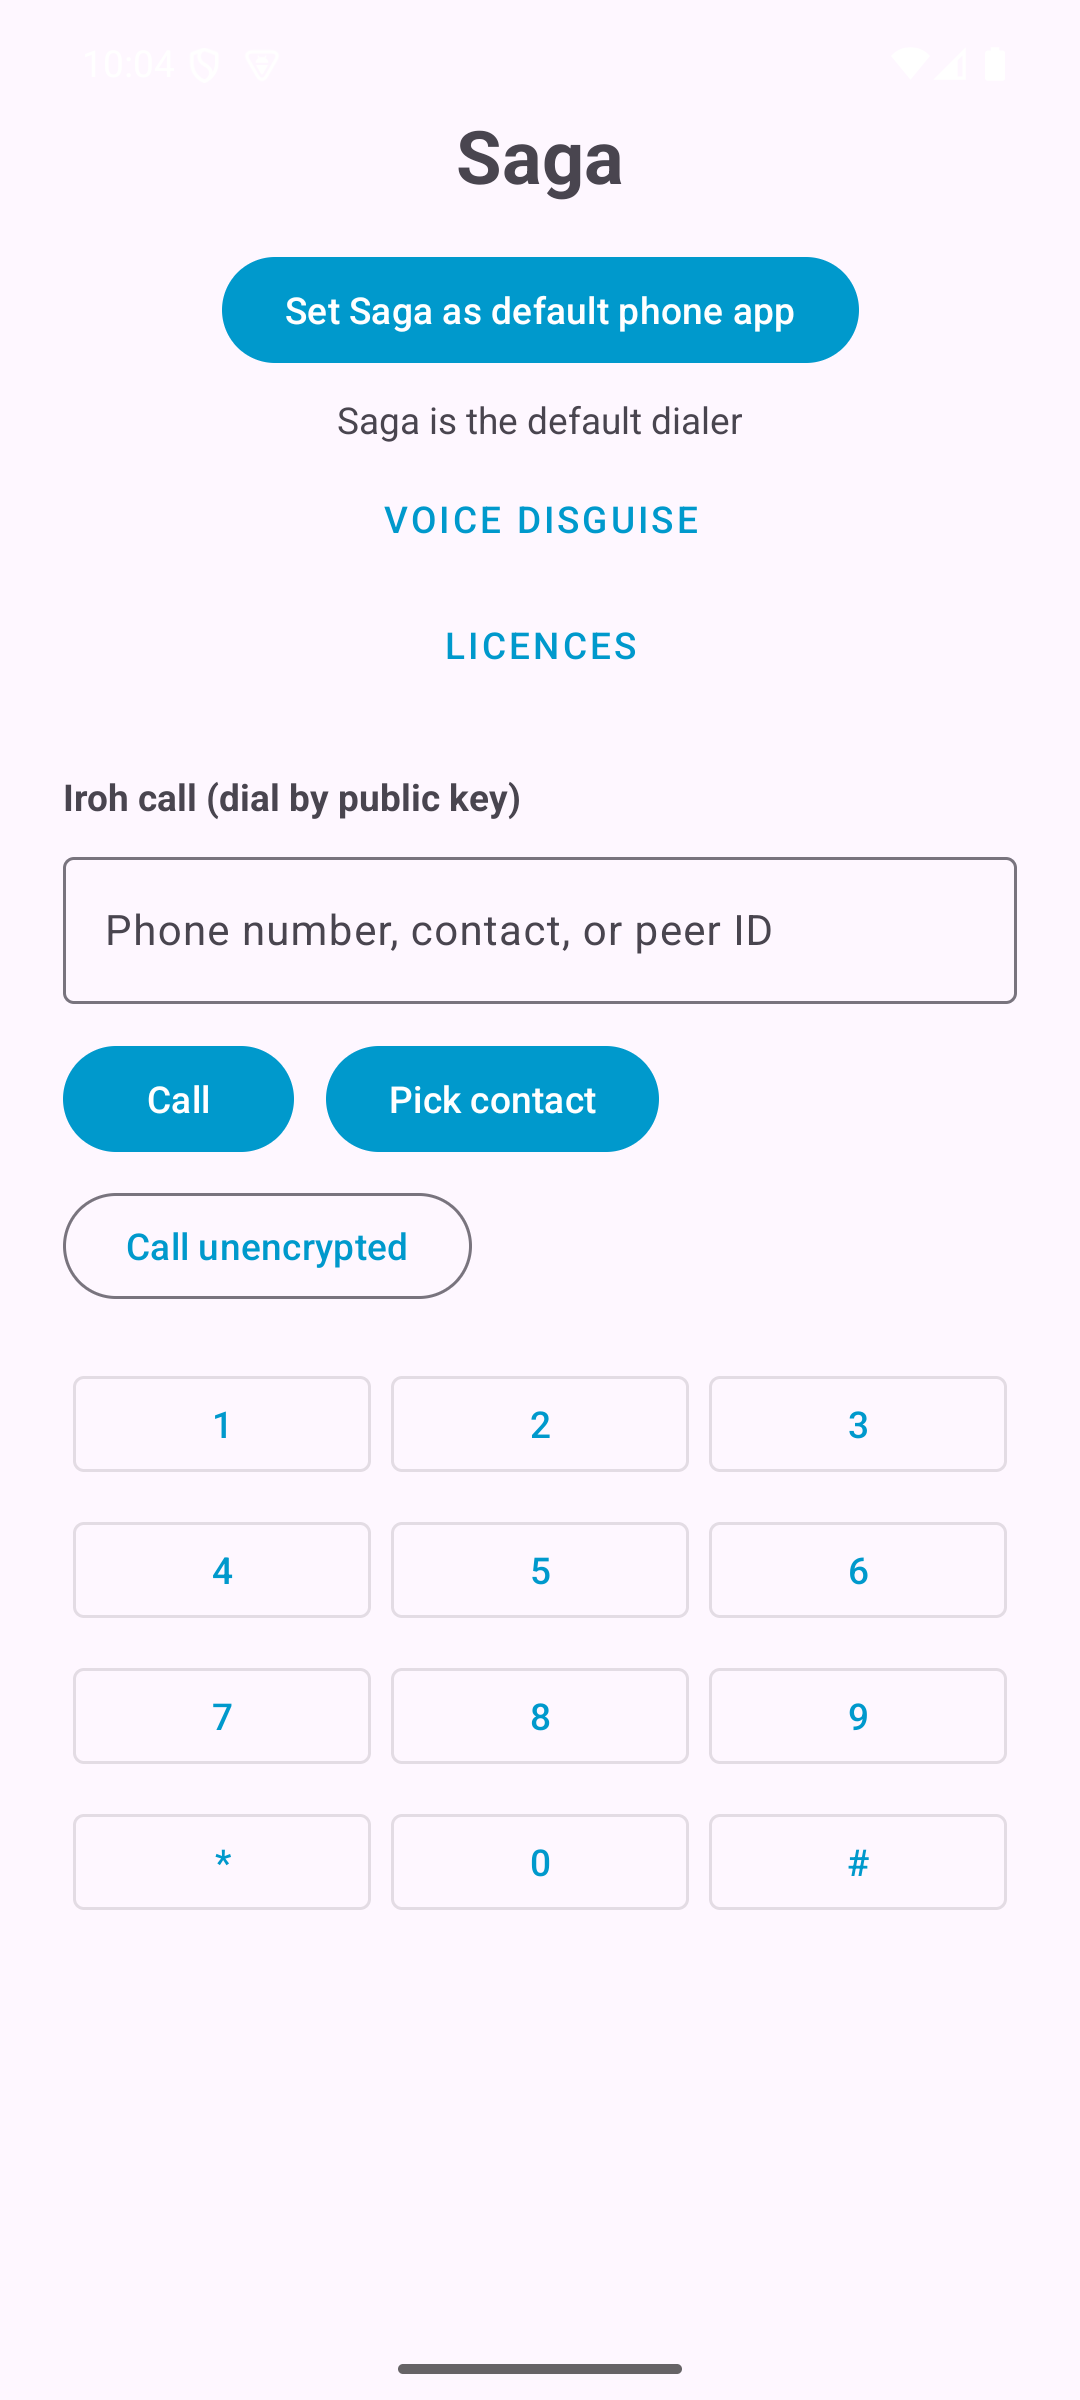 10:04
Saga
Set Saga as default phone app
Saga is the default dialer
VOICE DISGUISE
LICENCES
Iroh call (dial by public key)
Phone number, contact, or peer ID
Call
Pick contact
Call unencrypted
1 2 3
4 5 6
7 8 9
* 0 #